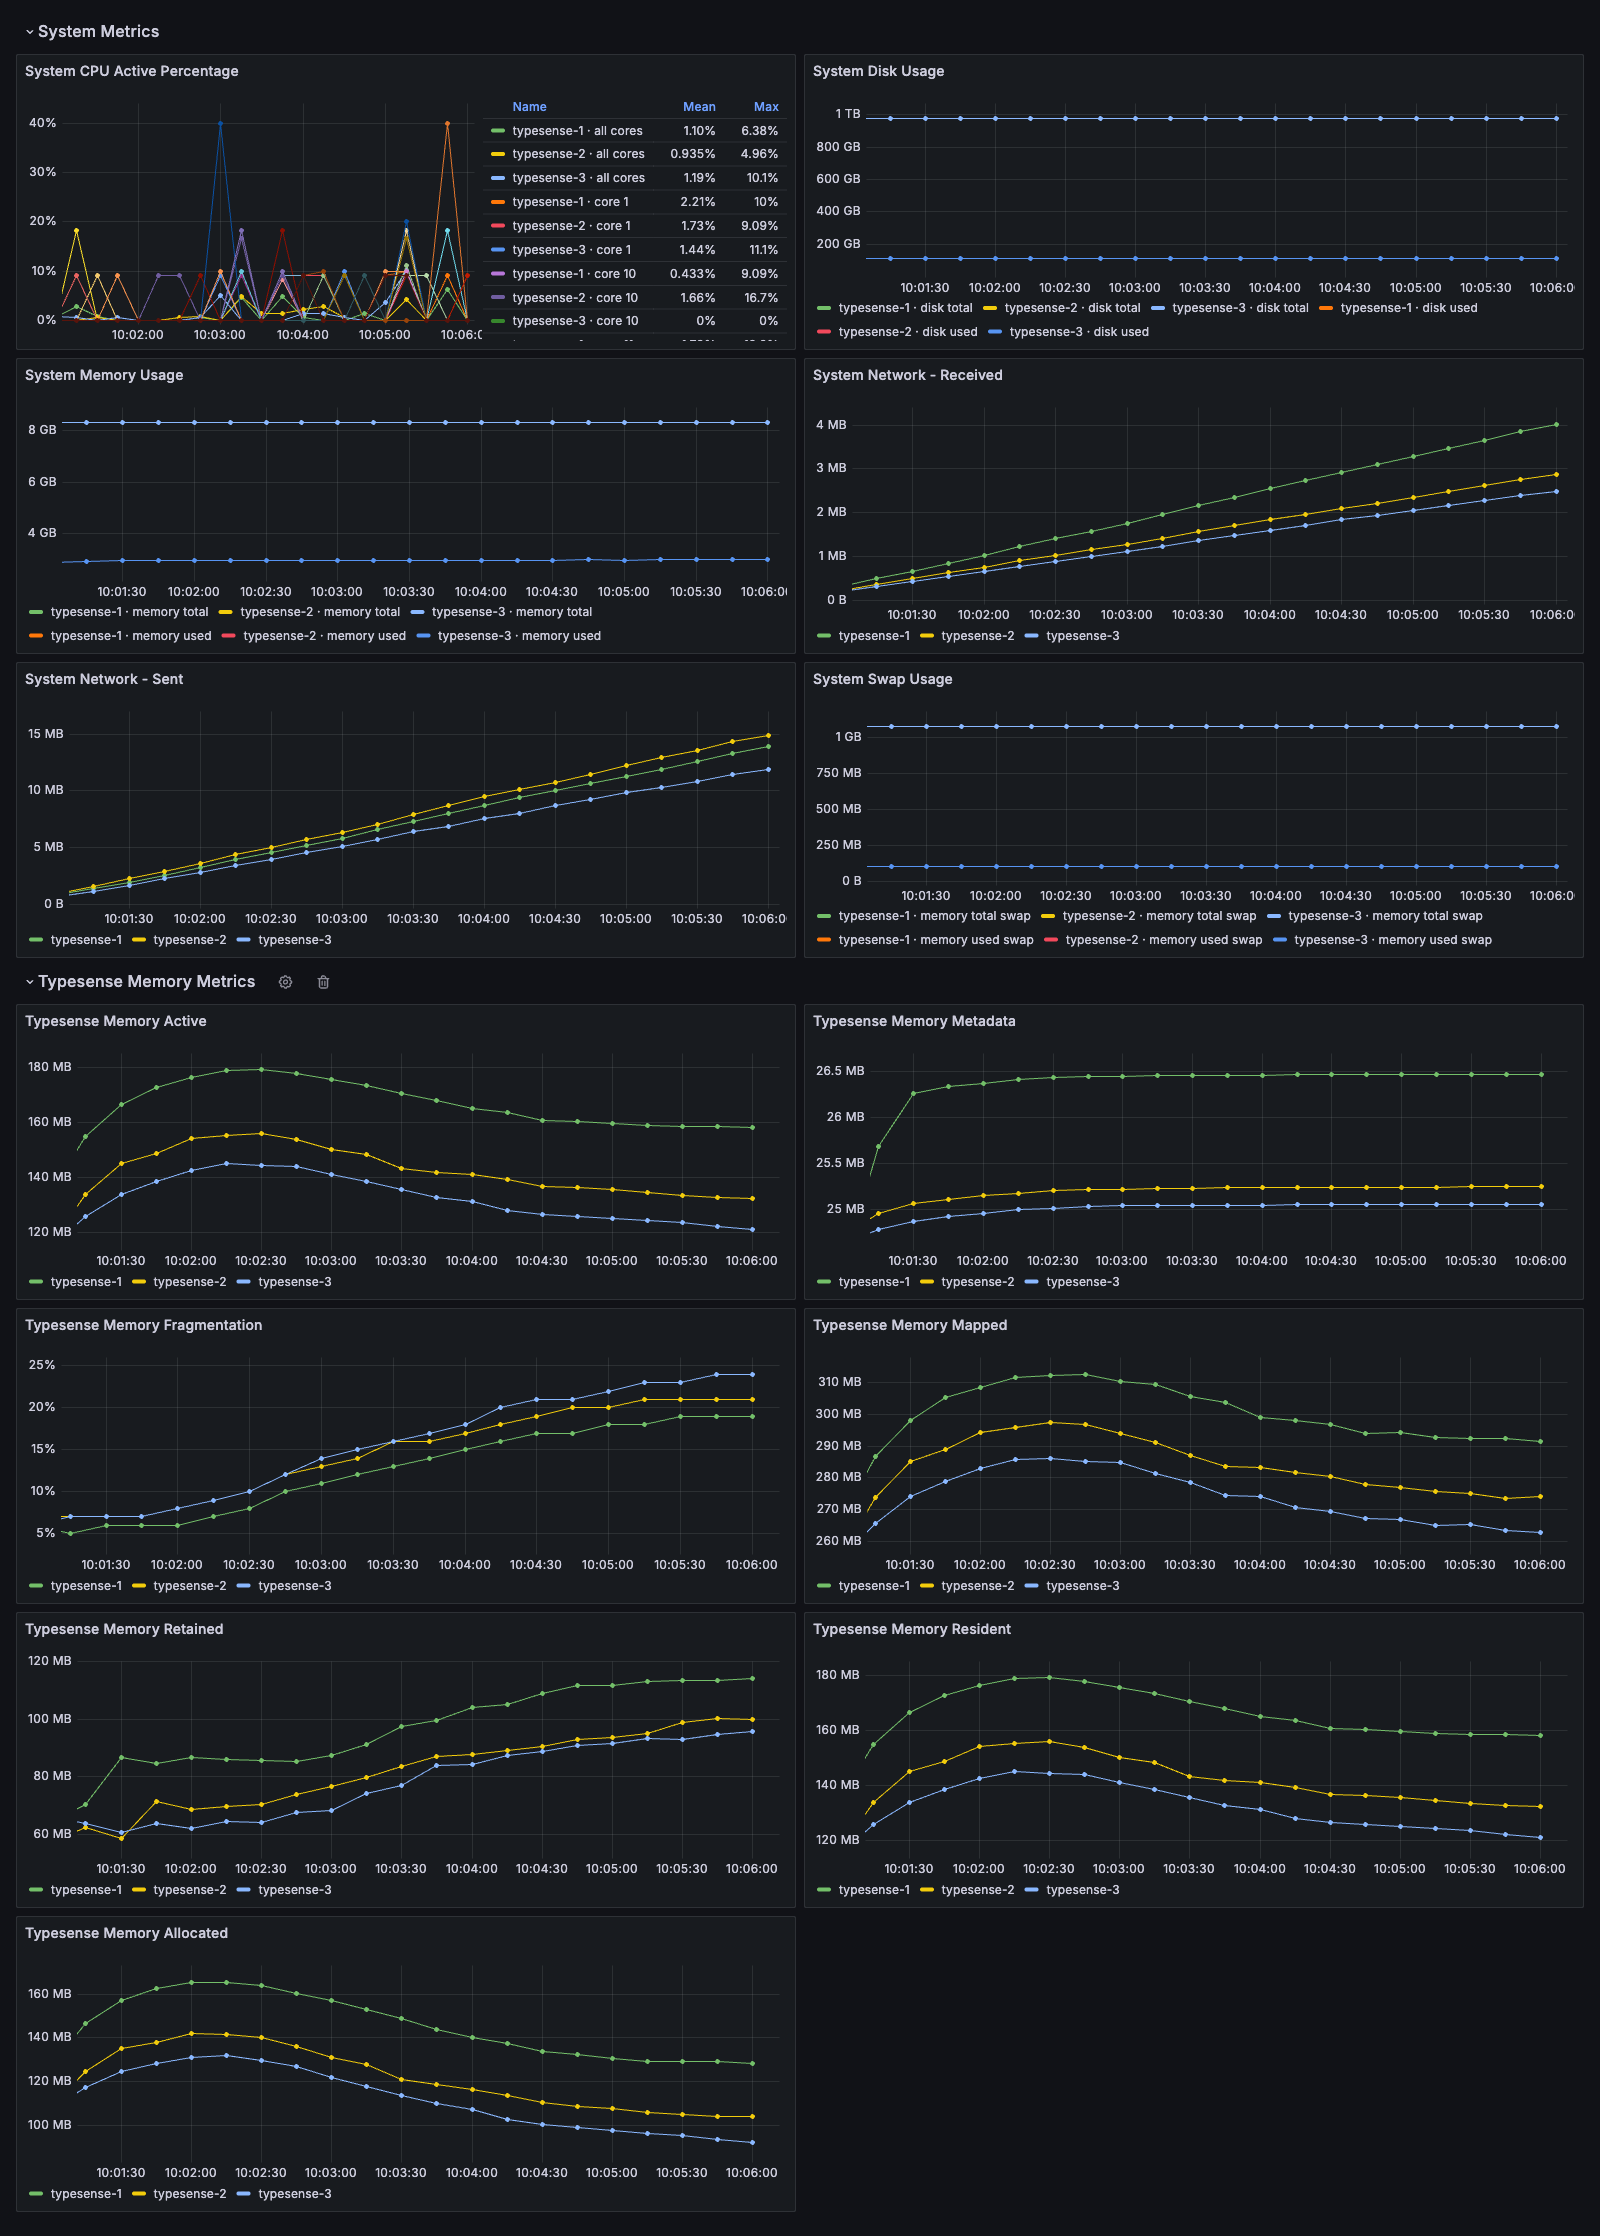 System Metrics
System CPU Active Percentage
40%
30%
20%
10%
0%
10:02:00 10:03:00 10:04:00 10:05:00 10:06:0
Name Mean Max
typesense-1 · all cores 1.10% 6.38%
typesense-2 · all cores 0.935% 4.96%
typesense-3 · all cores 1.19% 10.1%
typesense-1 · core 1 2.21% 10%
typesense-2 · core 1 1.73% 9.09%
typesense-3 · core 1 1.44% 11.1%
typesense-1 · core 10 0.433% 9.09%
typesense-2 · core 10 1.66% 16.7%
typesense-3 · core 10 0% 0%
System Disk Usage
1 TB
800 GB
600 GB
400 GB
200 GB
10:01:30 10:02:00 10:02:30 10:03:00 10:03:30 10:04:00 10:04:30 10:05:00 10:05:30 10:06:0
typesense-1 · disk total typesense-2 · disk total typesense-3 · disk total typesense-1 · disk used
typesense-2 · disk used typesense-3 · disk used
System Memory Usage
8 GB
6 GB
4 GB
10:01:30 10:02:00 10:02:30 10:03:00 10:03:30 10:04:00 10:04:30 10:05:00 10:05:30 10:06:0
typesense-1 · memory total typesense-2 · memory total typesense-3 · memory total
typesense-1 · memory used typesense-2 · memory used typesense-3 · memory used
System Network - Received
4 MB
3 MB
2 MB
1 MB
0 B
10:01:30 10:02:00 10:02:30 10:03:00 10:03:30 10:04:00 10:04:30 10:05:00 10:05:30 10:06:0
typesense-1 typesense-2 typesense-3
System Network - Sent
15 MB
10 MB
5 MB
0 B
10:01:30 10:02:00 10:02:30 10:03:00 10:03:30 10:04:00 10:04:30 10:05:00 10:05:30 10:06:0
typesense-1 typesense-2 typesense-3
System Swap Usage
1 GB
750 MB
500 MB
250 MB
0 B
10:01:30 10:02:00 10:02:30 10:03:00 10:03:30 10:04:00 10:04:30 10:05:00 10:05:30 10:06:0
typesense-1 · memory total swap typesense-2 · memory total swap typesense-3 · memory total swap
typesense-1 · memory used swap typesense-2 · memory used swap typesense-3 · memory used swap
Typesense Memory Metrics
Typesense Memory Active
180 MB
160 MB
140 MB
120 MB
10:01:30 10:02:00 10:02:30 10:03:00 10:03:30 10:04:00 10:04:30 10:05:00 10:05:30 10:06:00
typesense-1 typesense-2 typesense-3
Typesense Memory Metadata
26.5 MB
26 MB
25.5 MB
25 MB
10:01:30 10:02:00 10:02:30 10:03:00 10:03:30 10:04:00 10:04:30 10:05:00 10:05:30 10:06:00
typesense-1 typesense-2 typesense-3
Typesense Memory Fragmentation
25%
20%
15%
10%
5%
10:01:30 10:02:00 10:02:30 10:03:00 10:03:30 10:04:00 10:04:30 10:05:00 10:05:30 10:06:00
typesense-1 typesense-2 typesense-3
Typesense Memory Mapped
310 MB
300 MB
290 MB
280 MB
270 MB
260 MB
10:01:30 10:02:00 10:02:30 10:03:00 10:03:30 10:04:00 10:04:30 10:05:00 10:05:30 10:06:00
typesense-1 typesense-2 typesense-3
Typesense Memory Retained
120 MB
100 MB
80 MB
60 MB
10:01:30 10:02:00 10:02:30 10:03:00 10:03:30 10:04:00 10:04:30 10:05:00 10:05:30 10:06:00
typesense-1 typesense-2 typesense-3
Typesense Memory Resident
180 MB
160 MB
140 MB
120 MB
10:01:30 10:02:00 10:02:30 10:03:00 10:03:30 10:04:00 10:04:30 10:05:00 10:05:30 10:06:00
typesense-1 typesense-2 typesense-3
Typesense Memory Allocated
160 MB
140 MB
120 MB
100 MB
10:01:30 10:02:00 10:02:30 10:03:00 10:03:30 10:04:00 10:04:30 10:05:00 10:05:30 10:06:00
typesense-1 typesense-2 typesense-3